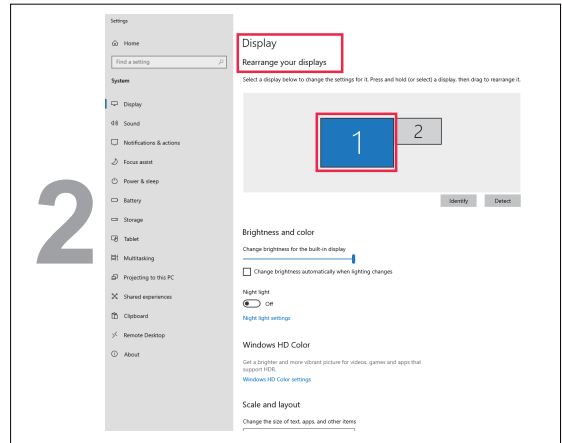 2
Settings
Home
Find a setting
System
Display
Sound
Notifications & actions
Focus assist
Power & sleep
Battery
Storage
Tablet
Multitasking
Projecting to this PC
Shared experiences
Clipboard
Remote Desktop
About
Display
Rearrange your displays
Select a display below to change the settings for it. Press and hold (or select) a display, then drag to rearrange it.
1
2
Identify
Detect
Brightness and color
Change brightness for the built-in display
Change brightness automatically when lighting changes
Night light
Off
Night light settings
Windows HD Color
Get a brighter and more vibrant picture for videos, games and apps that
support HDR.
Windows HD Color settings
Scale and layout
Change the size of text, apps, and other items